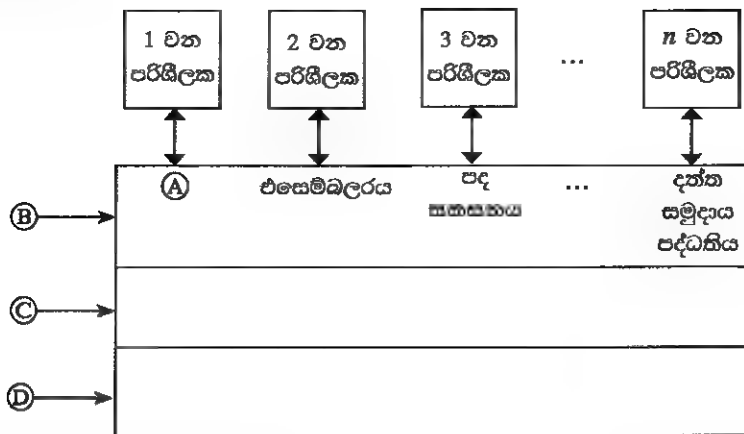 1 වන
පරිශීලක
2 වන
පරිශීලක
3 වන
පරිශීලක
...
n වන
පරිශීලක
A
එසෙම්බලරය
පද
සකසනය
...
දත්ත
සමුදාය
පද්ධතිය
B
C
D